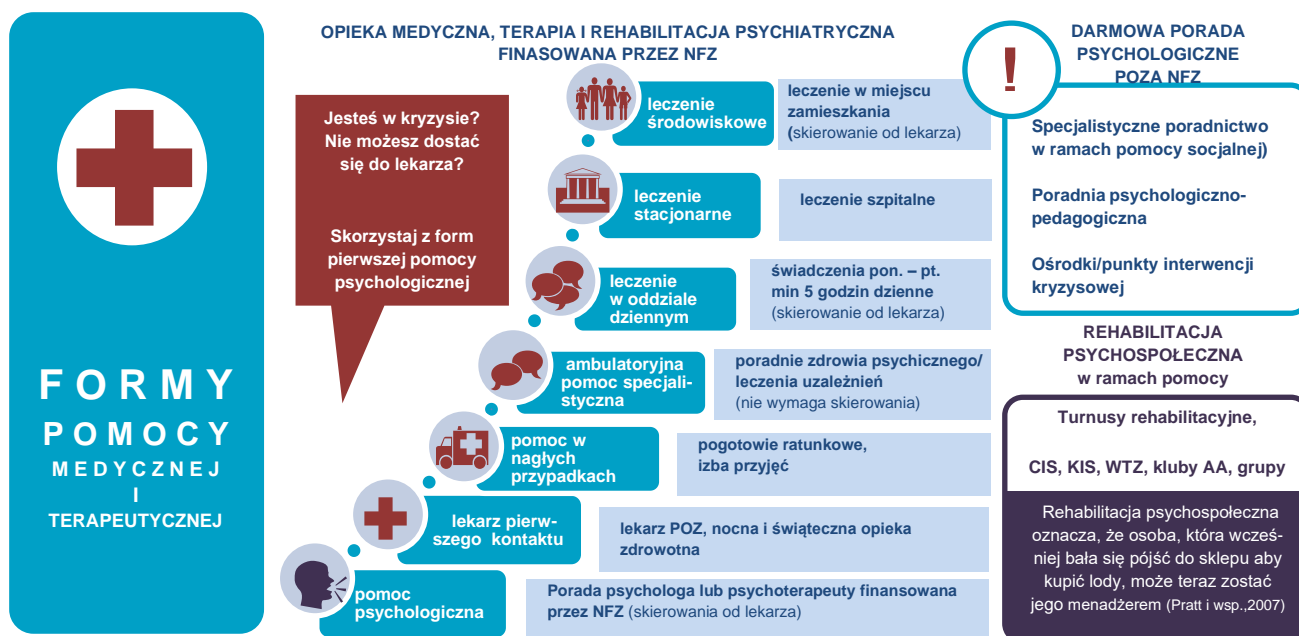 FORMY
POMOCY
MEDYCZNEJ
I
TERAPEUTYCZNEJ
OPIEKA MEDYCZNA, TERAPIA I REHABILITACJA PSYCHIATRYCZNA
FINASOWANA PRZEZ NFZ
Jesteś w kryzysie?
Nie możesz dostać
się do lekarza?
Skorzystaj z form
pierwszej pomocy
psychologicznej
leczenie
środowiskowe
leczenie w miejscu
zamieszkania
(skierowanie od lekarza)
leczenie
stacjonarne
leczenie szpitalne
leczenie
w oddziale
dziennym
świadczenia pon. – pt.
min 5 godzin dzienne
(skierowanie od lekarza)
ambulatoryjna
pomoc specjali-
styczna
poradnie zdrowia psychicznego/
leczenia uzależnień
(nie wymaga skierowania)
pomoc w
nagłych
przypadkach
pogotowie ratunkowe,
izba przyjęć
lekarz pierw-
szego kontaktu
lekarz POZ, nocna i świąteczna opieka
zdrowotna
pomoc
psychologiczna
Porada psychologa lub psychoterapeuty finansowana
przez NFZ (skierowania od lekarza)
!
DARMOWA PORADA
PSYCHOLOGICZNE
POZA NFZ
Specjalistyczne poradnictwo
w ramach pomocy socjalnej)
Poradnia psychologiczno-
pedagogiczna
Ośrodki/punkty interwencji
kryzysowej
REHABILITACJA
PSYCHOSPOŁECZNA
w ramach pomocy
Turnusy rehabilitacyjne,
CIS, KIS, WTZ, kluby AA, grupy
Rehabilitacja psychospołeczna
oznacza, że osoba, która wcześ-
niej bała się pójść do sklepu aby
kupić lody, może teraz zostać
jego menadżerem (Pratt i wsp.,2007)